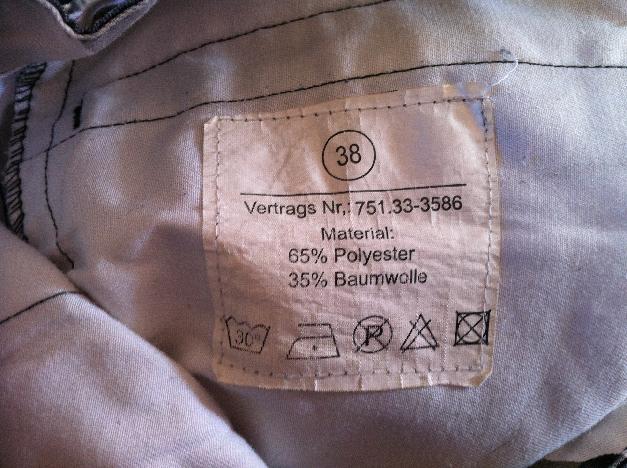 38
Vertrags Nr,: 751.33-3586
Material:
65% Polyester
35% Baumwolle
30° P